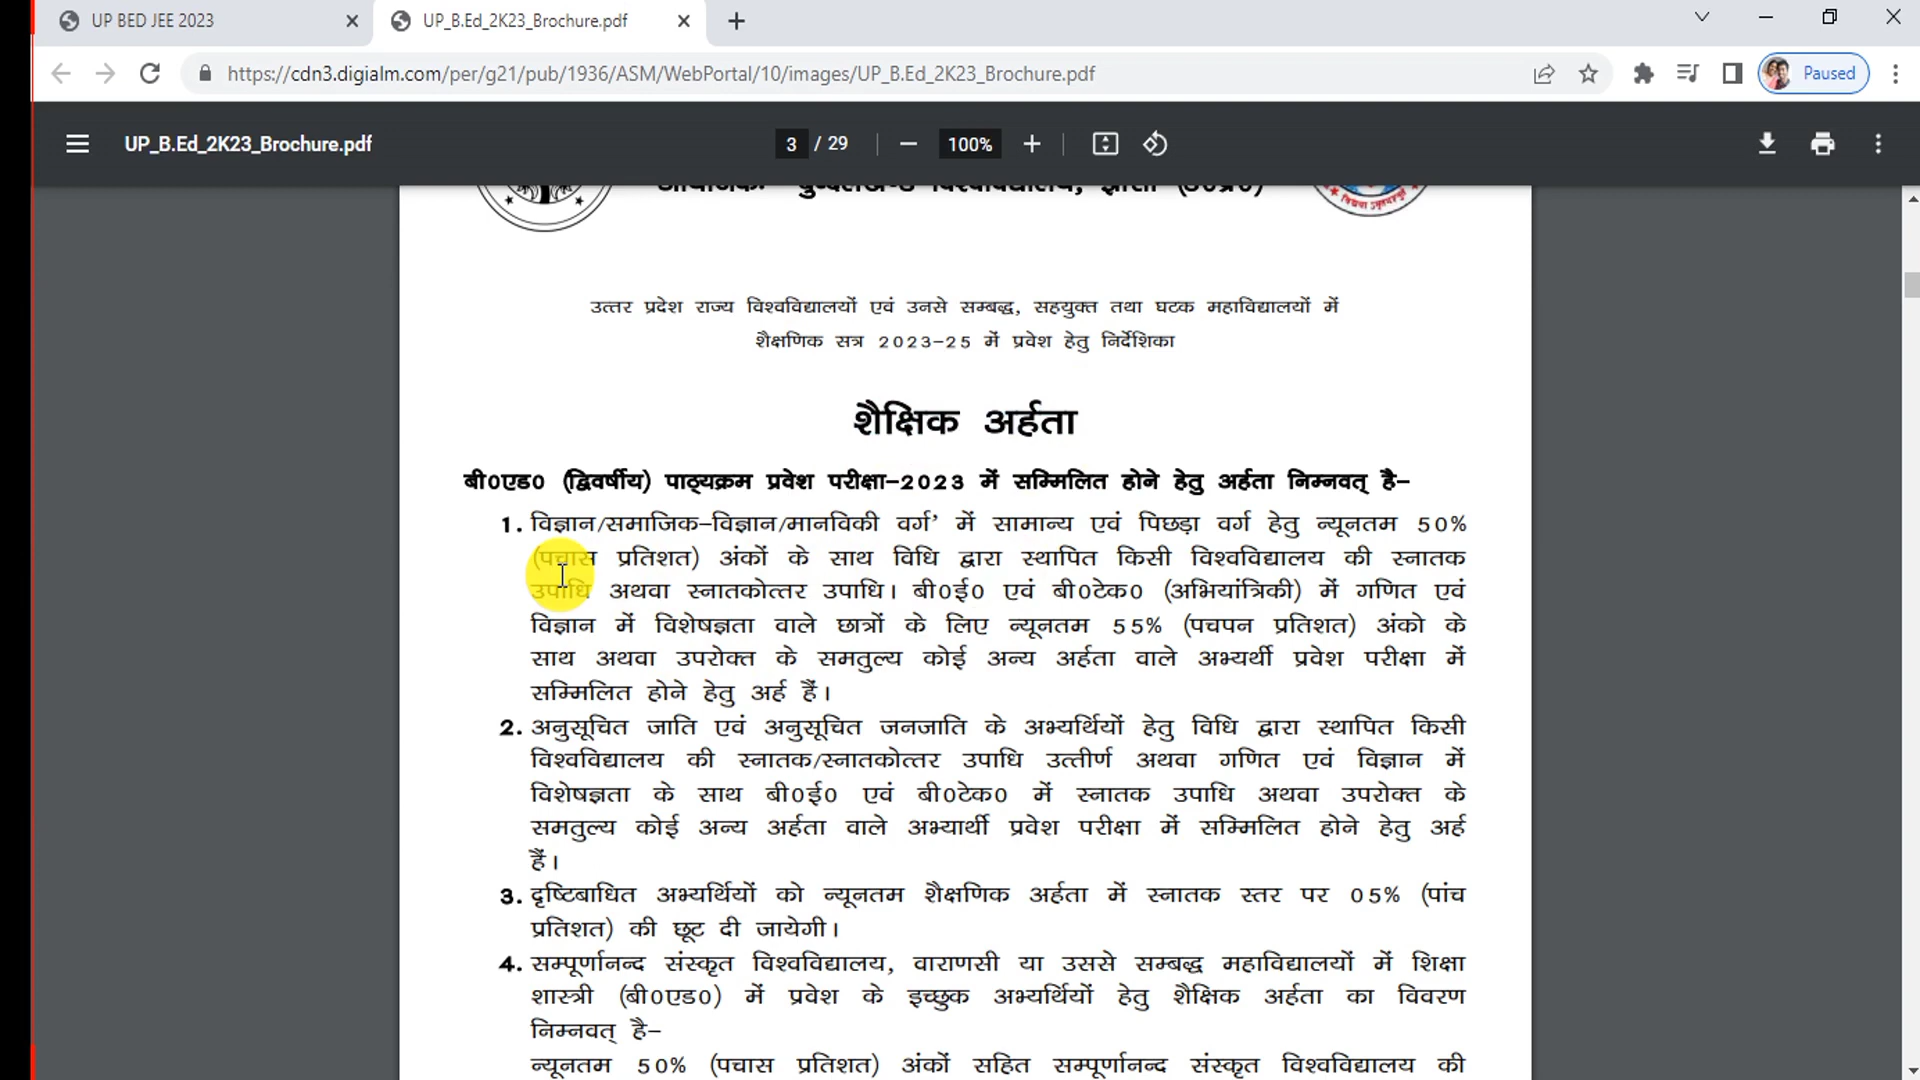 UP BED JEE 2023
UP_B.Ed_2K23_Brochure.pdf
https://cdn3.digialm.com/per/g21/pub/1936/ASM/WebPortal/10/images/UP_B.Ed_2K23_Brochure.pdf
Paused
UP_B.Ed_2K23_Brochure.pdf
3 / 29
100%
आयोजकः बुन्देलखण्ड विश्वविद्यालय, झाँसी (उ०प्र०)
उत्तर प्रदेश राज्य विश्वविद्यालयों एवं उनसे सम्बद्ध, सहयुक्त तथा घटक महाविद्यालयों में
शैक्षणिक सत्र 2023-25 में प्रवेश हेतु निर्देशिका
शैक्षिक अर्हता
बी०एड० (द्विवर्षीय) पाठ्यक्रम प्रवेश परीक्षा-2023 में सम्मिलित होने हेतु अर्हता निम्नवत् है-
1. विज्ञान/समाजिक-विज्ञान/मानविकी वर्ग’ में सामान्य एवं पिछड़ा वर्ग हेतु न्यूनतम 50%
(पचास प्रतिशत) अंकों के साथ विधि द्वारा स्थापित किसी विश्वविद्यालय की स्नातक
उपाधि अथवा स्नातकोत्तर उपाधि। बी०ई० एवं बी०टेक० (अभियांत्रिकी) में गणित एवं
विज्ञान में विशेषज्ञता वाले छात्रों के लिए न्यूनतम 55% (पचपन प्रतिशत) अंको के
साथ अथवा उपरोक्त के समतुल्य कोई अन्य अर्हता वाले अभ्यर्थी प्रवेश परीक्षा में
सम्मिलित होने हेतु अर्ह हैं।
2. अनुसूचित जाति एवं अनुसूचित जनजाति के अभ्यर्थियों हेतु विधि द्वारा स्थापित किसी
विश्वविद्यालय की स्नातक/स्नातकोत्तर उपाधि उत्तीर्ण अथवा गणित एवं विज्ञान में
विशेषज्ञता के साथ बी०ई० एवं बी०टेक० में स्नातक उपाधि अथवा उपरोक्त के
समतुल्य कोई अन्य अर्हता वाले अभ्यार्थी प्रवेश परीक्षा में सम्मिलित होने हेतु अर्ह
हैं।
3. दृष्टिबाधित अभ्यर्थियों को न्यूनतम शैक्षणिक अर्हता में स्नातक स्तर पर 05% (पांच
प्रतिशत) की छूट दी जायेगी।
4. सम्पूर्णानन्द संस्कृत विश्वविद्यालय, वाराणसी या उससे सम्बद्ध महाविद्यालयों में शिक्षा
शास्त्री (बी०एड०) में प्रवेश के इच्छुक अभ्यर्थियों हेतु शैक्षिक अर्हता का विवरण
निम्नवत् है-
न्यूनतम 50% (पचास प्रतिशत) अंकों सहित सम्पूर्णानन्द संस्कृत विश्वविद्यालय की